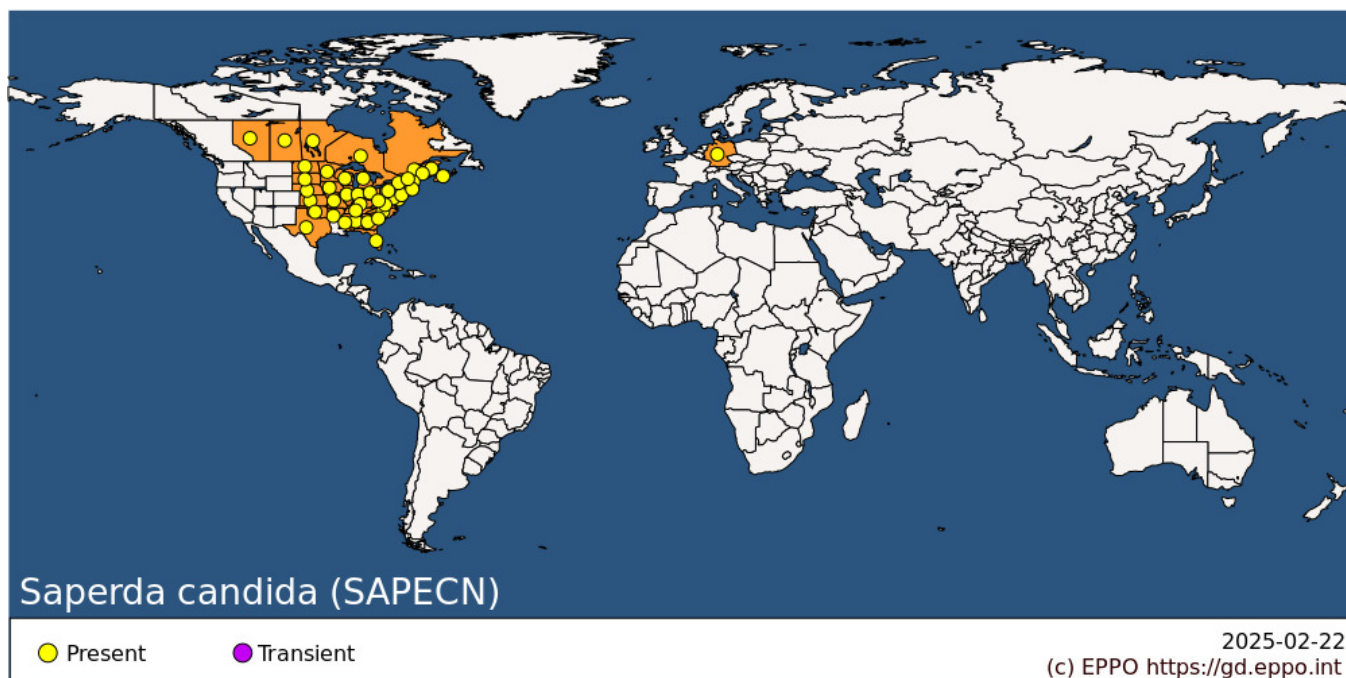 Saperda candida (SAPECN)
Present
Transient
2025-02-22
(c) EPPO https://gd.eppo.int